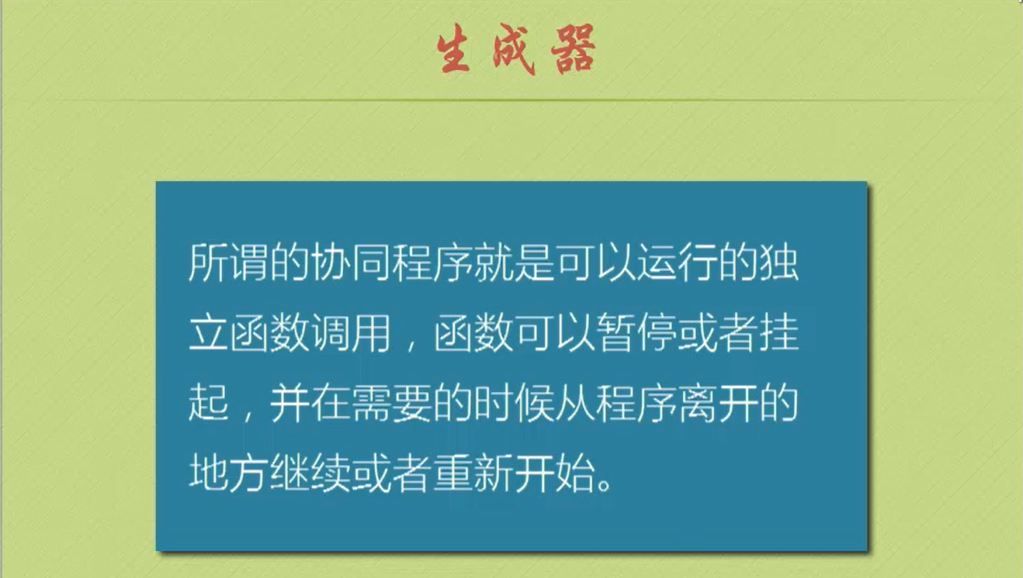 生成器
所谓的协同程序就是可以运行的独
立函数调用，函数可以暂停或者挂
起，并在需要的时候从程序离开的
地方继续或者重新开始。